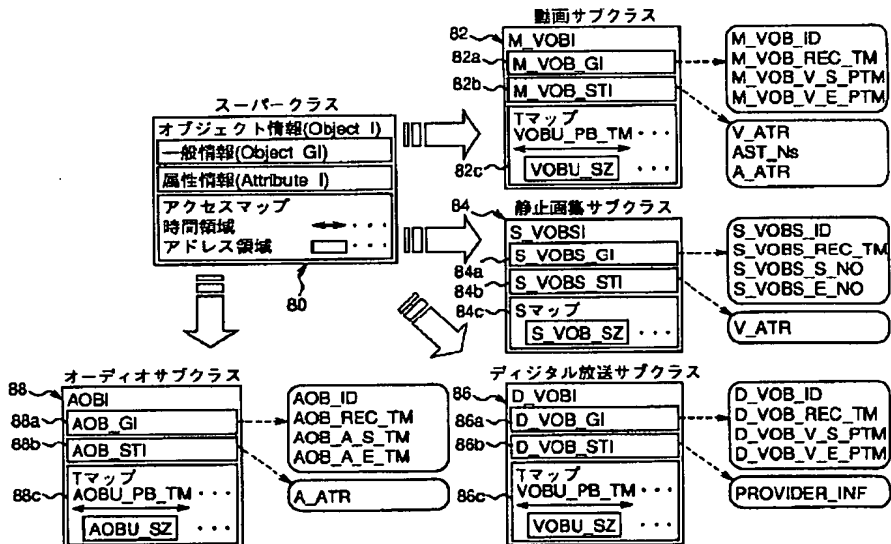 スーパークラス
オブジェクト情報(Object I)
一般情報(Object GI)
属性情報(Attribute I)
アクセスマップ
時間領域 ・・・
アドレス領域 ・・・
80
動画サブクラス
82
M_VOBI
82a
M_VOB_GI
82b
M_VOB_STI
Tマップ
VOBU_PB_TM ・・・
82c
VOBU_SZ ・・・
M_VOB_ID
M_VOB_REC_TM
M_VOB_V_S_PTM
M_VOB_V_E_PTM
V_ATR
AST_Ns
A_ATR
静止画集サブクラス
84
S_VOBSI
84a
S_VOBS_GI
84b
S_VOBS_STI
84c
Sマップ
S_VOB_SZ ・・・
S_VOBS_ID
S_VOBS_REC_TM
S_VOBS_S_NO
S_VOBS_E_NO
V_ATR
オーディオサブクラス
88
AOBI
88a
AOB_GI
88b
AOB_STI
Tマップ
88c
AOBU_PB_TM ・・・
AOBU_SZ ・・・
AOB_ID
AOB_REC_TM
AOB_A_S_TM
AOB_A_E_TM
A_ATR
ディジタル放送サブクラス
86
D_VOBI
86a
D_VOB_GI
86b
D_VOB_STI
Tマップ
86c
VOBU_PB_TM ・・・
VOBU_SZ ・・・
D_VOB_ID
D_VOB_REC_TM
D_VOB_V_S_PTM
D_VOB_V_E_PTM
PROVIDER_INF